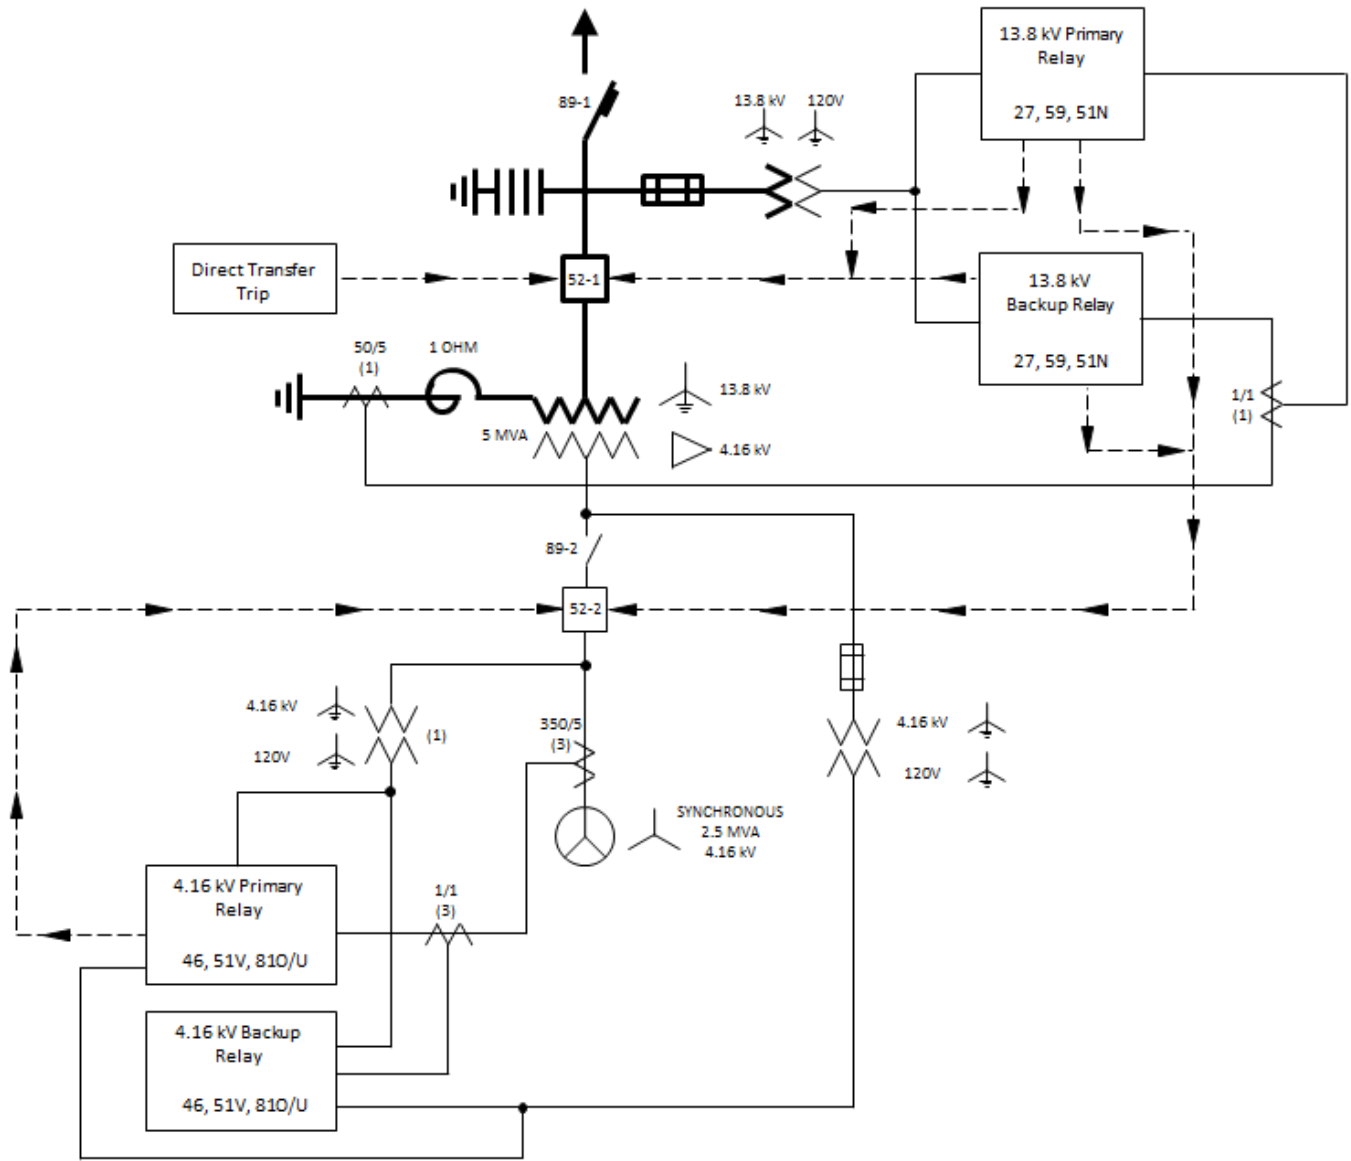 13.8 kV Primary
Relay
27, 59, 51N
89-1
13.8 kV
120V
Direct Transfer
Trip
52-1
13.8 kV
Backup Relay
27, 59, 51N
50/5
(1)
1 OHM
13.8 kV
1/1
(1)
5 MVA
4.16 kV
89-2
52-2
4.16 kV
120V
(1)
350/5
(3)
4.16 kV
120V
SYNCHRONOUS
2.5 MVA
4.16 kV
4.16 kV Primary
Relay
46, 51V, 81O/U
1/1
(3)
4.16 kV Backup
Relay
46, 51V, 81O/U